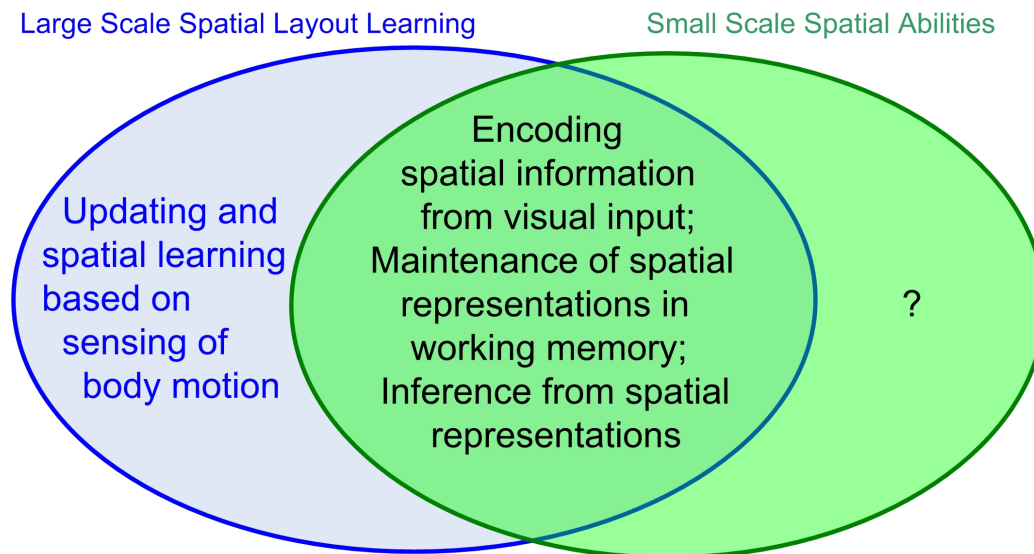 Large Scale Spatial Layout Learning
Small Scale Spatial Abilities
Updating and
spatial learning
based on
sensing of
body motion
Encoding
spatial information
from visual input;
Maintenance of spatial
representations in
working memory;
Inference from spatial
representations
?